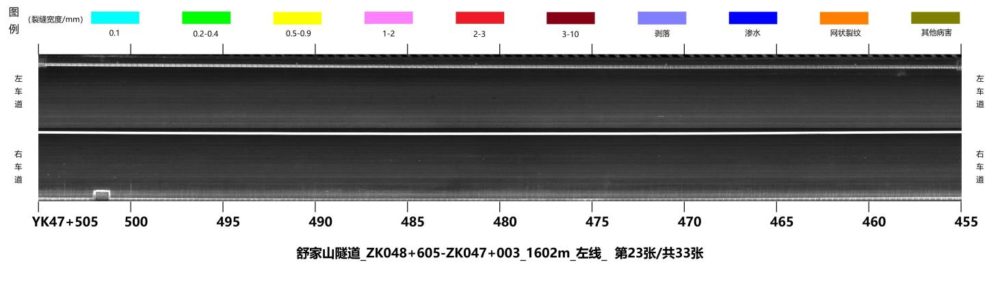 图例
(裂缝宽度/mm)
0.1
0.2-0.4
0.5-0.9
1-2
2-3
3-10
剥落
渗水
网状裂纹
其他病害
左车道
左车道
右车道
右车道
YK47+505 500 495 490 485 480 475 470 465 460 455
舒家山隧道_ZK048+605-ZK047+003_1602m_左线_ 第23张/共33张